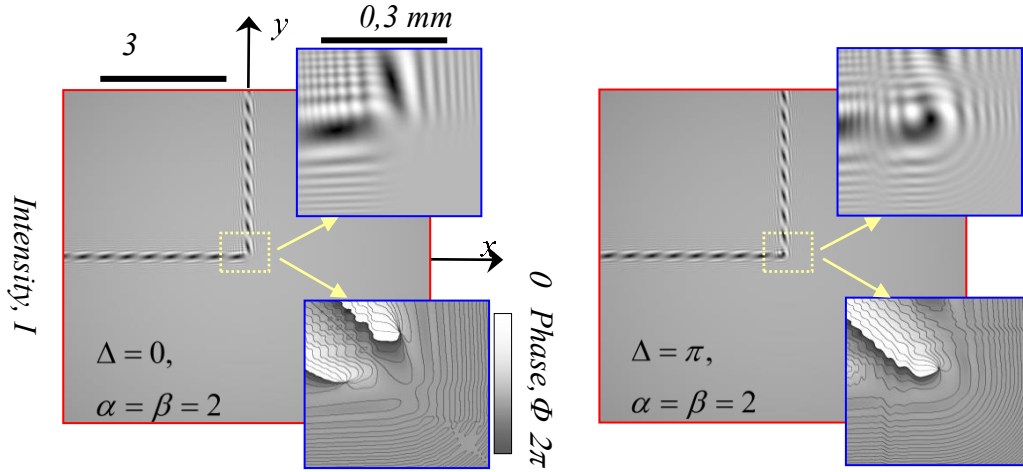 0,3 mm
3
y
x
Intensity, I
Δ = 0,
α = β = 2
0 Phase, Φ 2π
Δ = π,
α = β = 2